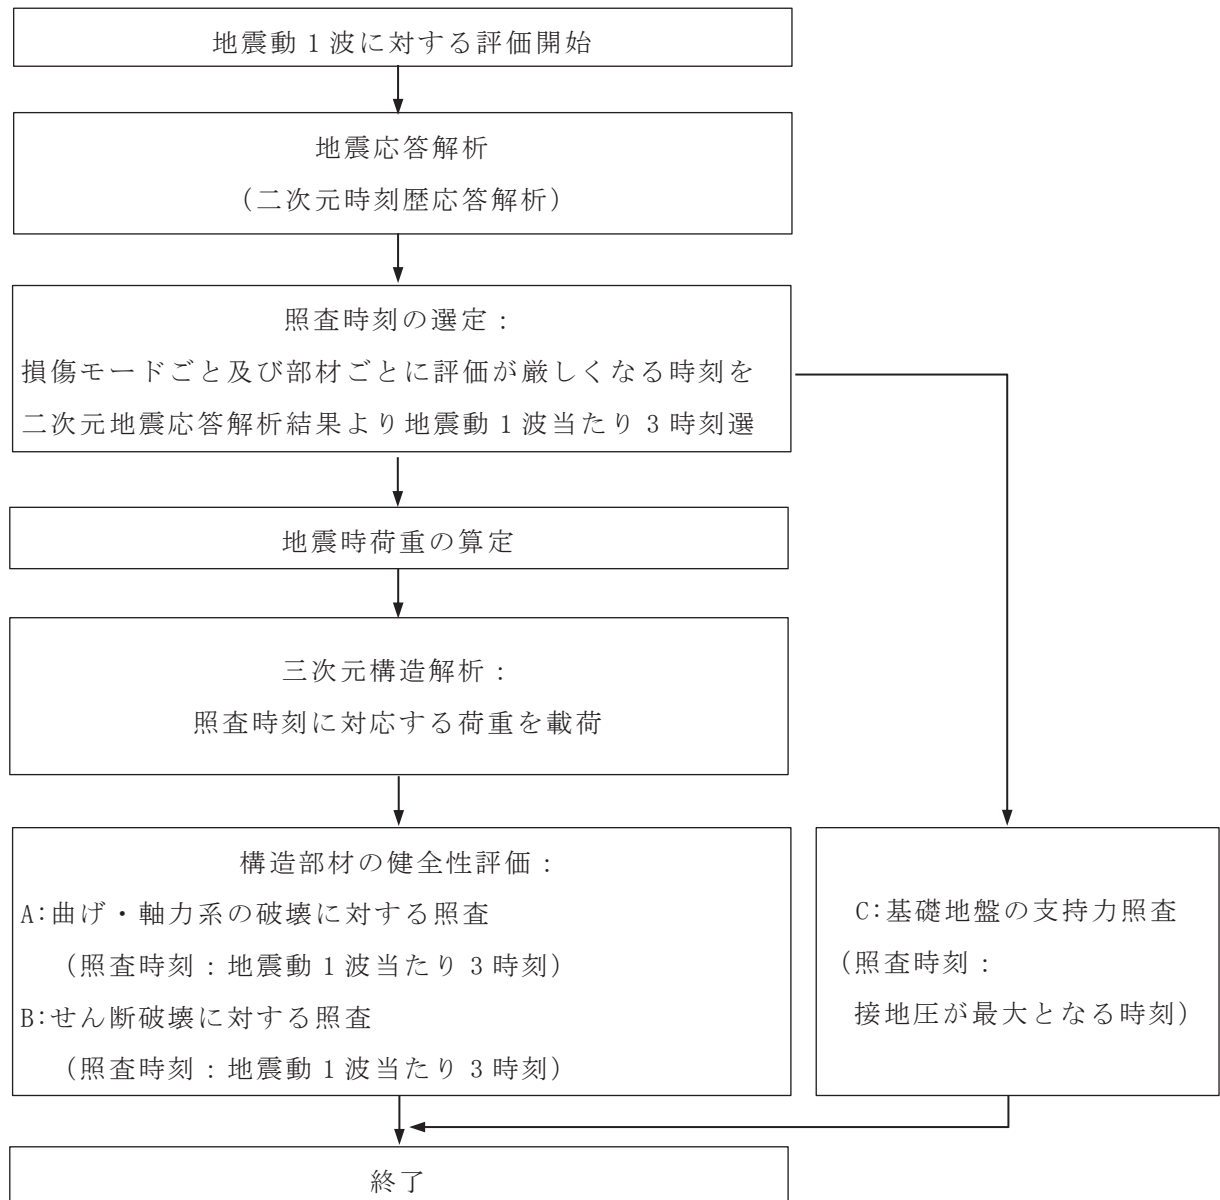 地震動1波に対する評価開始
地震応答解析
(二次元時刻歴応答解析)
照査時刻の選定:
損傷モードごと及び部材ごとに評価が厳しくなる時刻を
二次元地震応答解析結果より地震動1波当たり3時刻選
地震時荷重の算定
三次元構造解析:
照査時刻に対応する荷重を載荷
構造部材の健全性評価:
A:曲げ・軸力系の破壊に対する照査
(照査時刻:地震動1波当たり3時刻)
B:せん断破壊に対する照査
(照査時刻:地震動1波当たり3時刻)
C:基礎地盤の支持力照査
(照査時刻:
接地圧が最大となる時刻)
終了